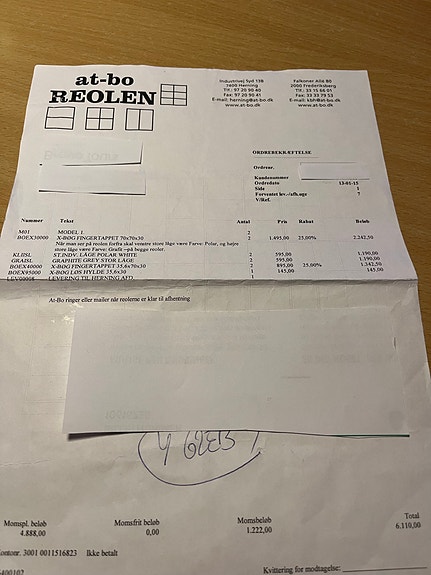 at-bo
REOLEN
Industrivej Syd 13B
7400 Herning
Tlf.: 97 20 90 40
Fax: 97 20 90 41
E-mail: herning@at-bo.dk
www.at-bo.dk
Falkoner Allé 80
2000 Frederiksberg
Tlf.: 33 15 66 01
Fax: 33 33 79 53
E-mail: kbh@at-bo.dk
www.at-bo.dk
ORDREBEKRÆFTELSE
Ordrenr.
Kundenummer
Ordredato 13-01-15
Side 1
Forventet lev.-/afh.uge 7
V/Ref.
Nummer Tekst Antal Pris Rabat Beløb
M01 MODEL 1 2
BOEX30000 X-BØG FINGERTAPPET 70x70x30 2 1.495,00 25,00% 2.242,50
Når man ser på reolen forfra skal venstre store låge være Farve: Polar, og højre
store låge være Farve: Grafit --på begge reoler.
KLIISL ST.INDV. LÅGE POLAR WHITE 2 595,00 1.190,00
GRAISL GRAPHITE GREY STOR LÅGE 2 595,00 1.190,00
BOEX40000 X-BØG FINGERTAPPET 35,6x70x30 2 895,00 25,00% 1.342,50
BOEX95000 X-BØG LØS HYLDE 35,6x30 1 145,00 145,00
LEV00008 LEVERING TIL HERNING AFD.
At-Bo ringer eller mailer når reolerne er klar til afhentning
Momspl. beløb Momsfrit beløb Momsbeløb Total
4.888,00 0,00 1.222,00 6.110,00
Kontonr. 3001 0011516823 Ikke betalt
Kvittering for modtagelse: